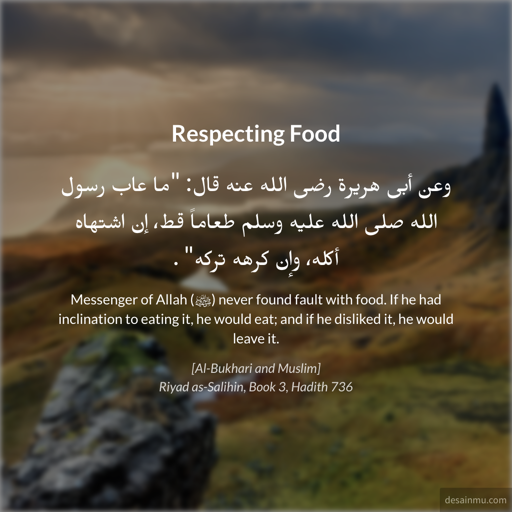 Respecting Food
وعن أبى هريرة رضى الله عنه قال: "ما عاب رسول
الله صلى الله عليه وسلم طعاماً قط، إن اشتهاه
أكله، وإن كرهه تركه" .
Messenger of Allah (ﷺ) never found fault with food. If he had
inclination to eating it, he would eat; and if he disliked it, he would
leave it.
[Al-Bukhari and Muslim]
Riyad as-Salihin, Book 3, Hadith 736
desainmu.com